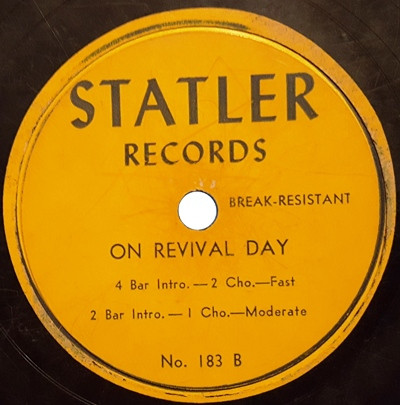 STATLER
RECORDS
BREAK-RESISTANT
ON REVIVAL DAY
4 Bar Intro.—2 Cho.—Fast
2 Bar Intro.—1 Cho.—Moderate
No. 183 B